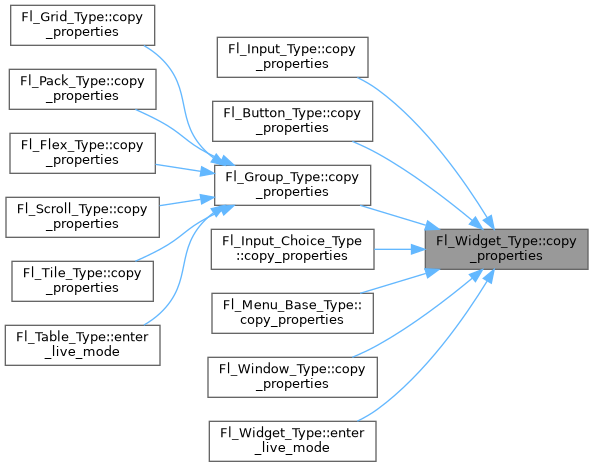 Fl_Grid_Type::copy
_properties
Fl_Pack_Type::copy
_properties
Fl_Flex_Type::copy
_properties
Fl_Scroll_Type::copy
_properties
Fl_Tile_Type::copy
_properties
Fl_Table_Type::enter
_live_mode
Fl_Input_Type::copy
_properties
Fl_Button_Type::copy
_properties
Fl_Group_Type::copy
_properties
Fl_Input_Choice_Type
::copy_properties
Fl_Menu_Base_Type::
copy_properties
Fl_Window_Type::copy
_properties
Fl_Widget_Type::enter
_live_mode
Fl_Widget_Type::copy
_properties